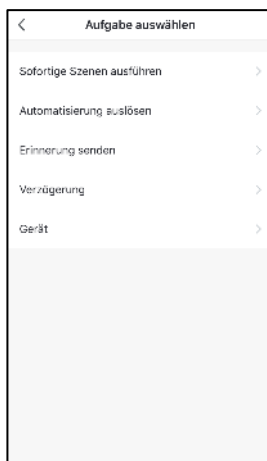 Aufgabe auswählen
Sofortige Szenen ausführen
Automatisierung auslösen
Erinnerung senden
Verzögerung
Gerät